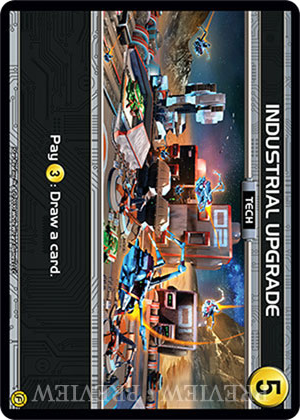 INDUSTRIAL UPGRADE
5
TECH
Pay 3: Draw a card.
PREVIEW PREVIEW